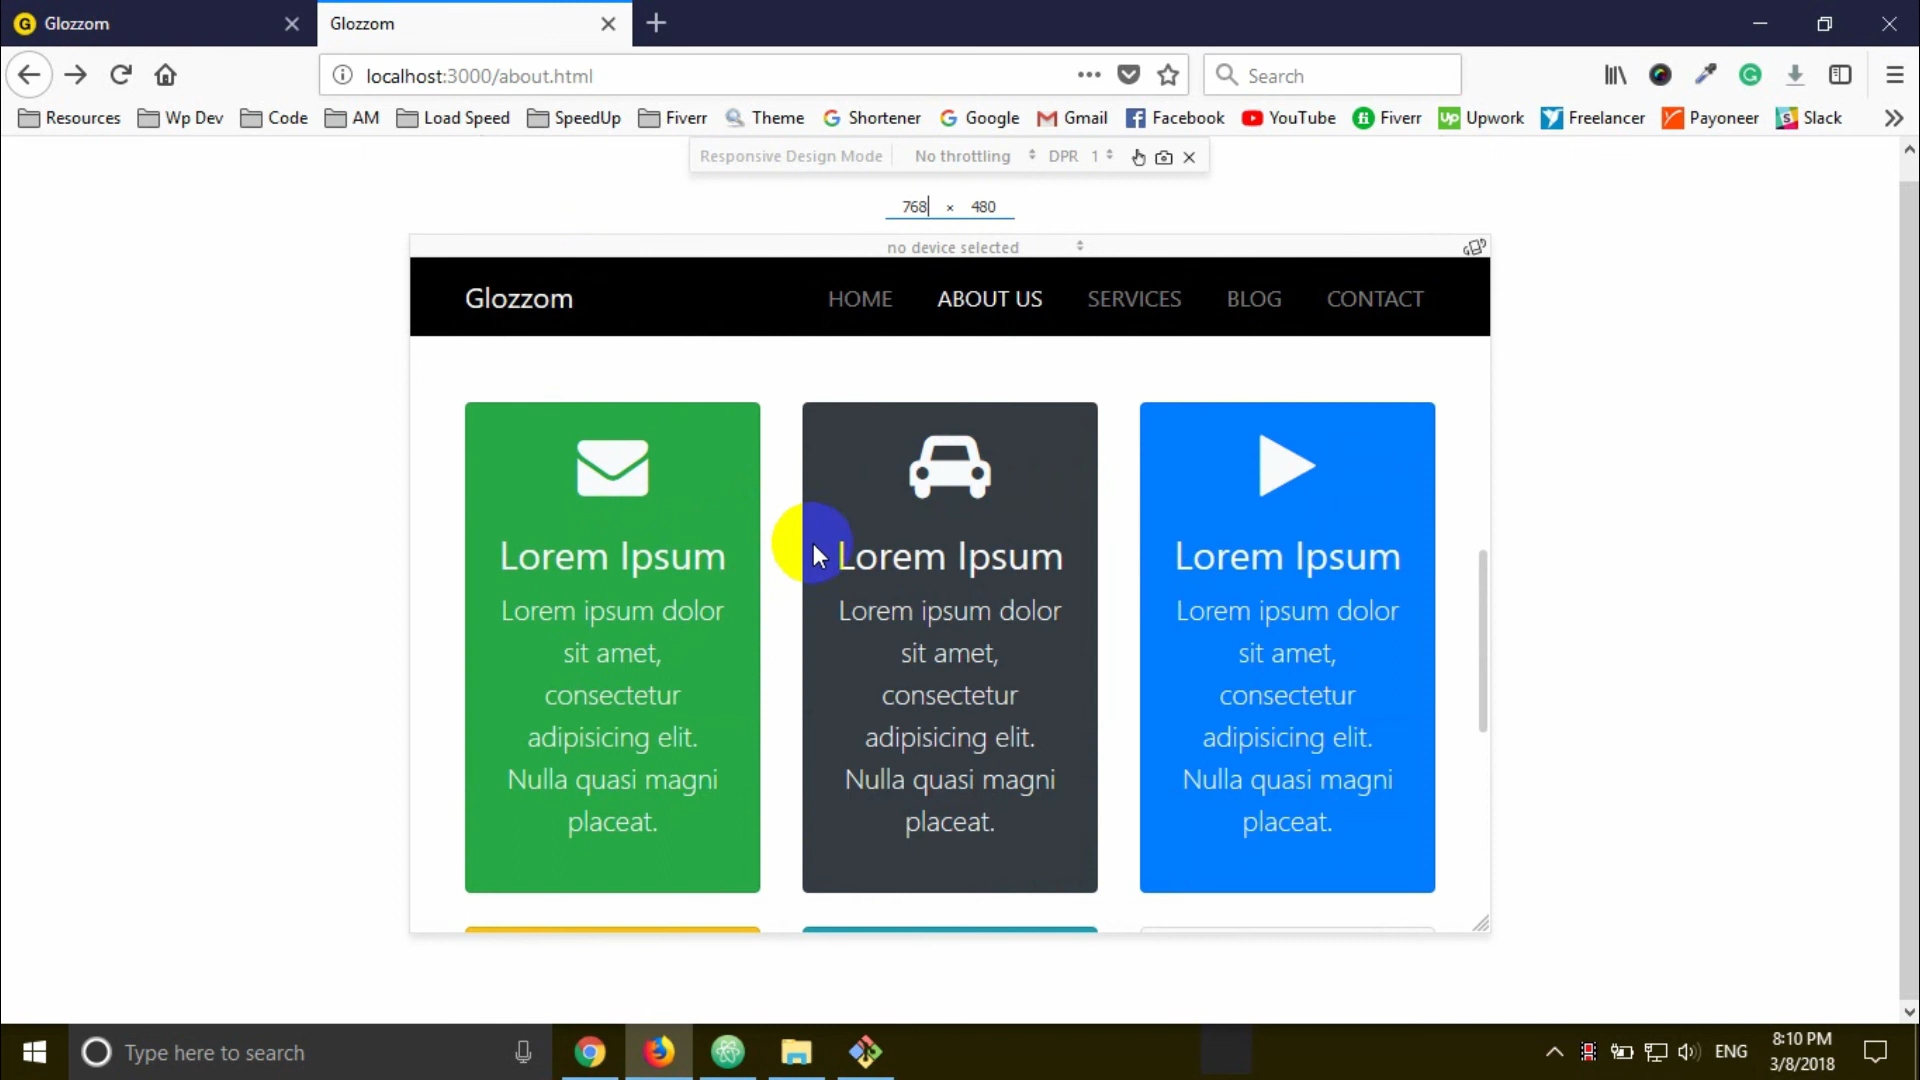 Glozzom
Glozzom
localhost:3000/about.html
Search
Resources Wp Dev Code AM Load Speed SpeedUp Fiverr Theme Shortener Google Gmail Facebook YouTube Fiverr Upwork Freelancer Payoneer Slack
Responsive Design Mode No throttling DPR 1
768 × 480
no device selected
Glozzom HOME ABOUT US SERVICES BLOG CONTACT
Lorem Ipsum
Lorem ipsum dolor
sit amet,
consectetur
adipisicing elit.
Nulla quasi magni
placeat.
Lorem Ipsum
Lorem ipsum dolor
sit amet,
consectetur
adipisicing elit.
Nulla quasi magni
placeat.
Lorem Ipsum
Lorem ipsum dolor
sit amet,
consectetur
adipisicing elit.
Nulla quasi magni
placeat.
Type here to search
ENG
8:10 PM
3/8/2018